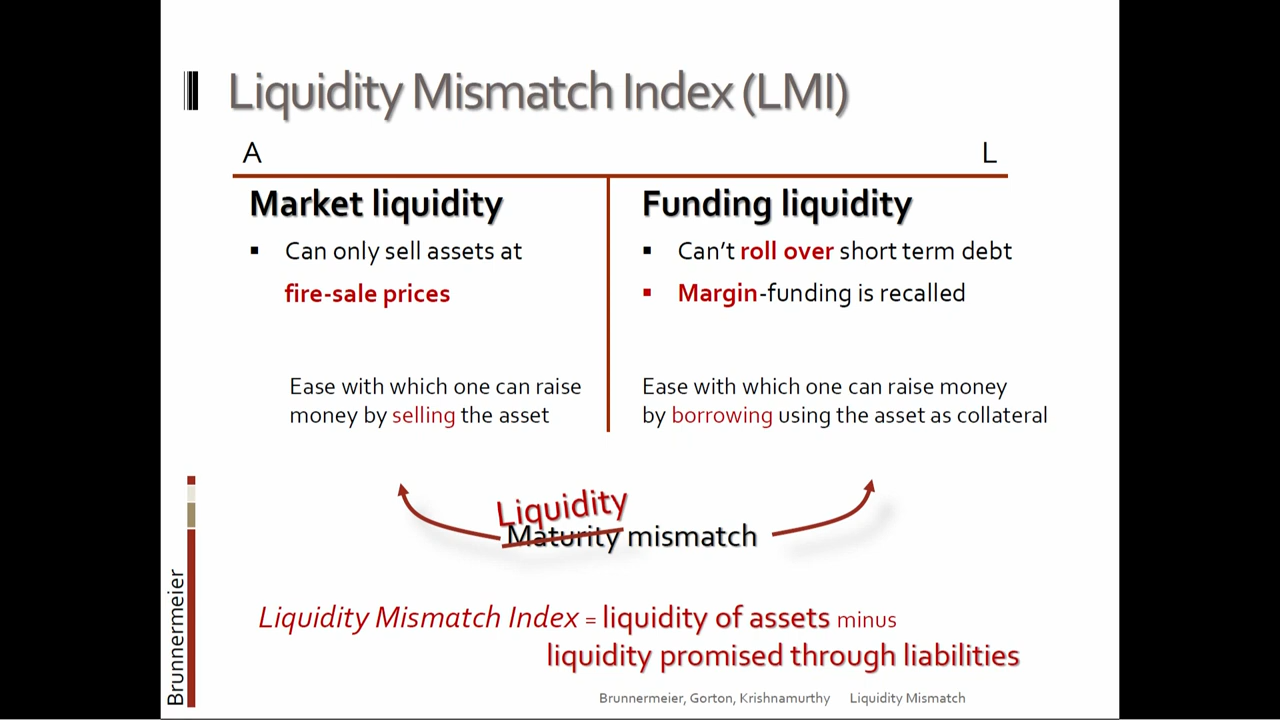 Liquidity Mismatch Index (LMI)
A
L
Market liquidity
▪ Can only sell assets at
fire-sale prices
Ease with which one can raise
money by selling the asset
Funding liquidity
▪ Can't roll over short term debt
▪ Margin-funding is recalled
Ease with which one can raise money
by borrowing using the asset as collateral
Liquidity
Maturity mismatch
Liquidity Mismatch Index = liquidity of assets minus
liquidity promised through liabilities
Brunnermeier
Brunnermeier, Gorton, Krishnamurthy Liquidity Mismatch